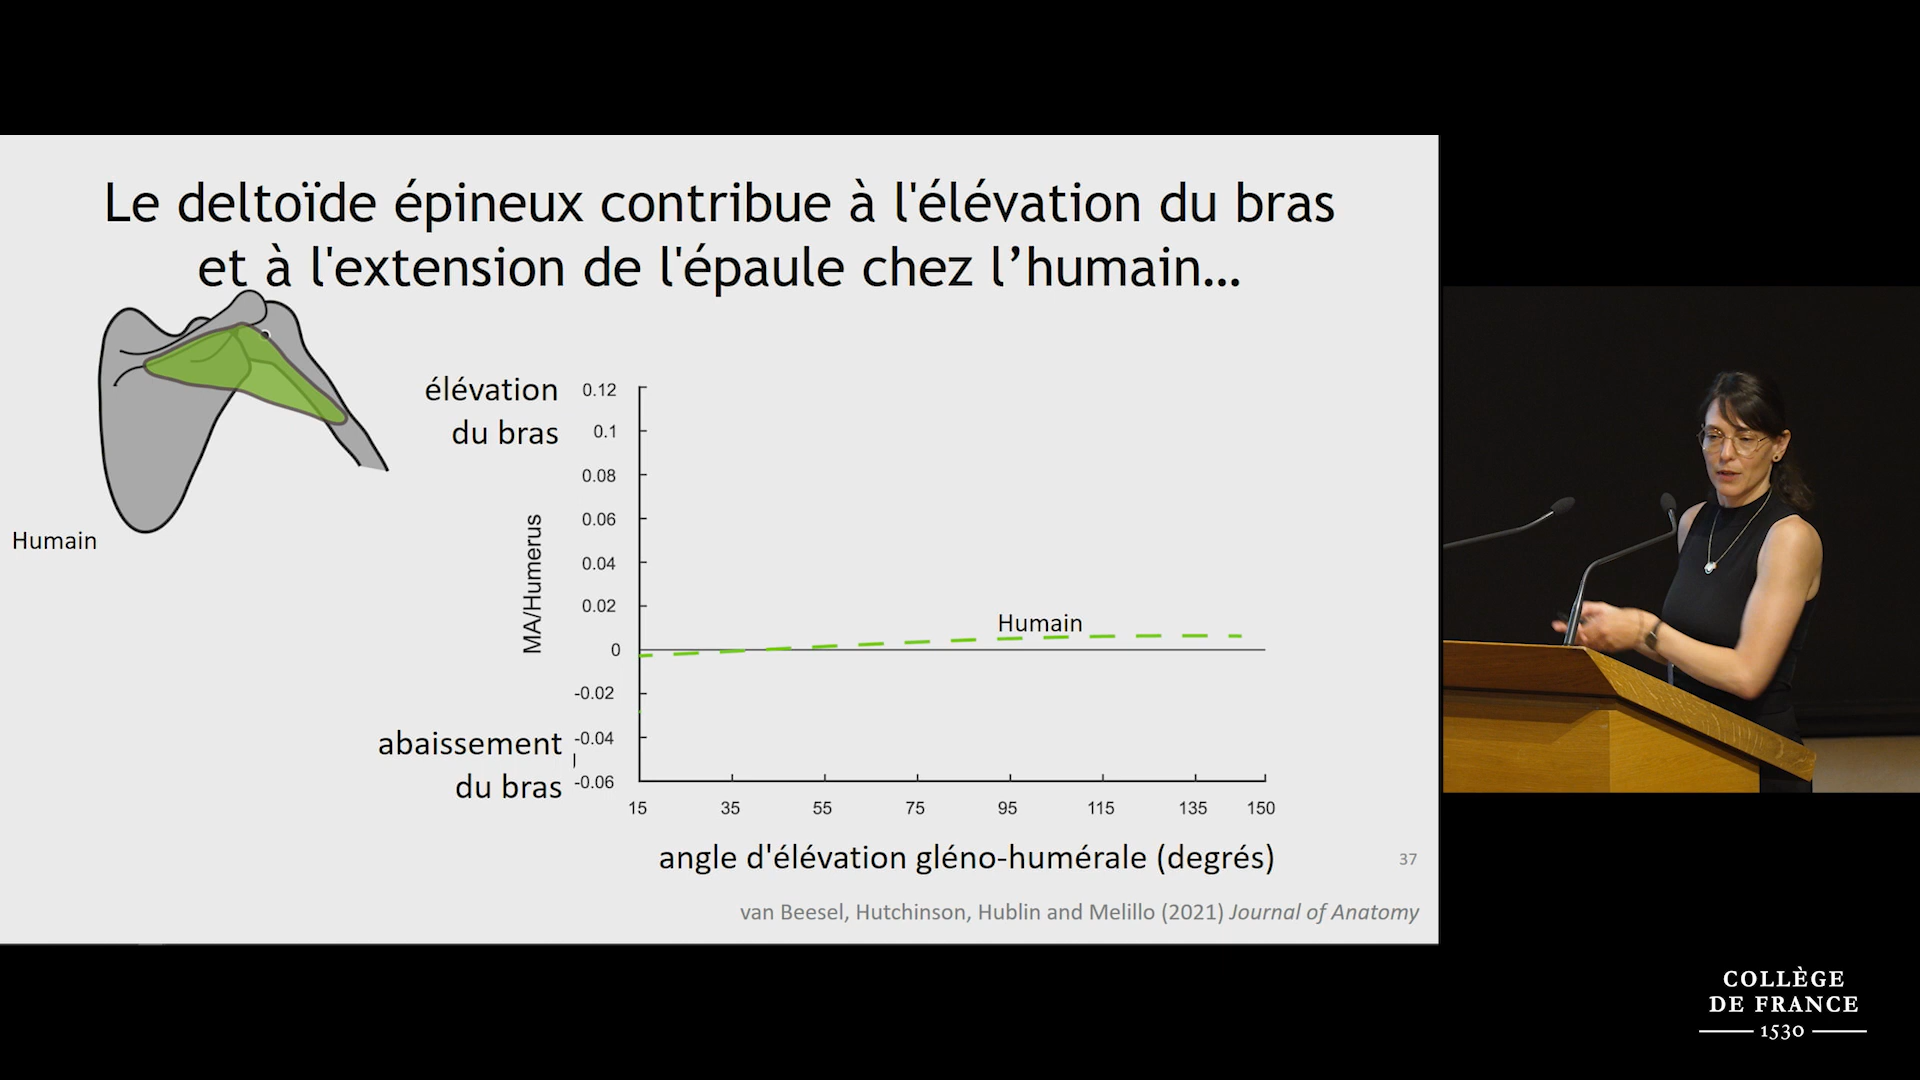 Le deltoïde épineux contribue à l'élévation du bras
et à l'extension de l'épaule chez l’humain…
Humain
élévation
du bras
abaissement
du bras
MA/Humerus
0.12
0.1
0.08
0.06
0.04
0.02
0
-0.02
-0.04
-0.06
Humain
15 35 55 75 95 115 135 150
angle d'élévation gléno-humérale (degrés)
37
van Beesel, Hutchinson, Hublin and Melillo (2021) Journal of Anatomy
COLLÈGE
DE FRANCE
1530